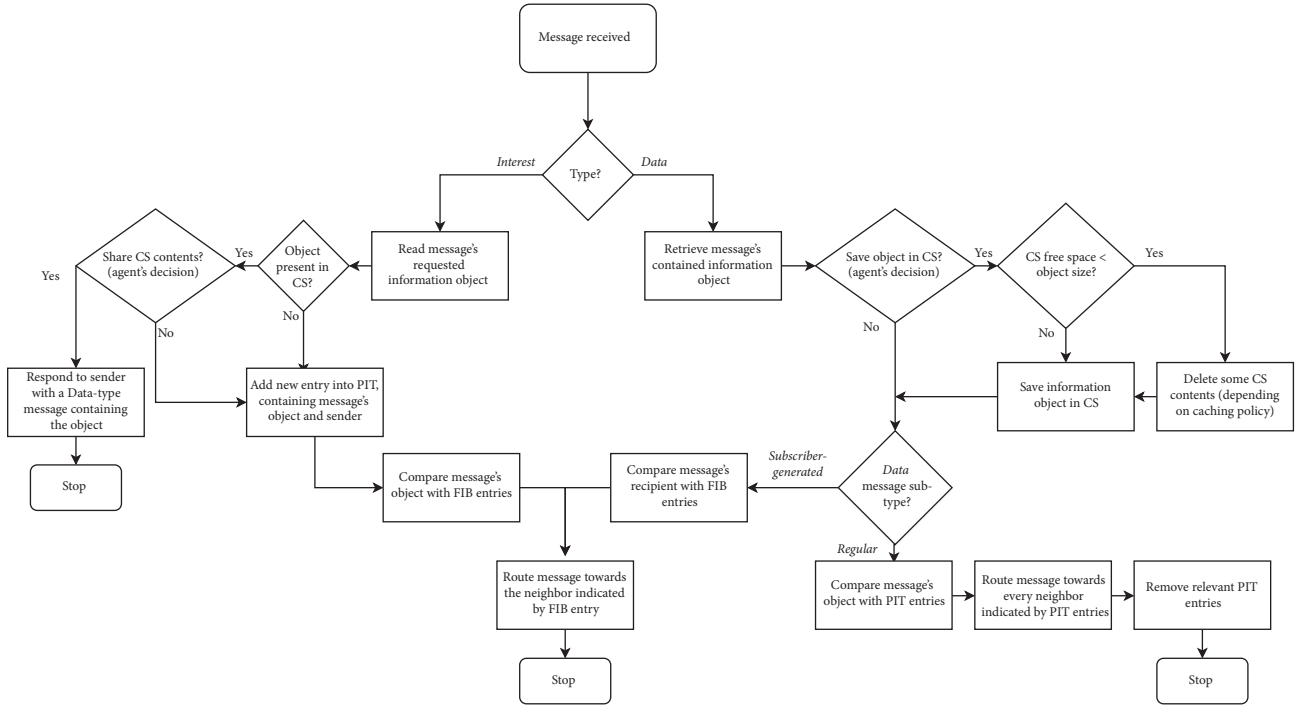 Message received
Type?
Interest
Data
Share CS contents?
(agent's decision)
Yes
Yes
No
Object
present in
CS?
No
Read message's
requested
information object
Retrieve message's
contained information
object
Save object in CS?
(agent's decision)
Yes
No
CS free space <
object size?
Yes
No
Respond to sender
with a Data-type
message containing
the object
Add new entry into PIT,
containing message's
object and sender
Save information
object in CS
Delete some CS
contents (depending
on caching policy)
Stop
Compare message's
object with FIB entries
Compare message's
recipient with FIB
entries
Subscriber-
generated
Data
message sub-
type?
Regular
Route message towards
the neighbor indicated
by FIB entry
Compare message's
object with PIT entries
Route message towards
every neighbor
indicated by PIT entries
Remove relevant PIT
entries
Stop
Stop